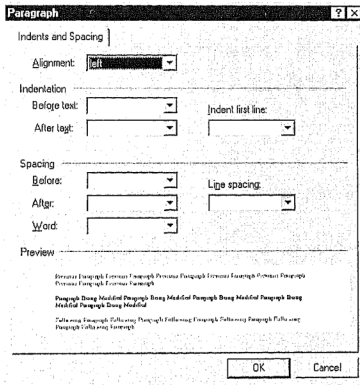 Paragraph ? ×
Indents and Spacing
Alignment: left
Indentation
Before text:
Indent first line:
After text:
Spacing
Before:
Line spacing:
After:
Word:
Preview
Previous Paragraph Previous Paragraph Previous Paragraph Previous Paragraph Previous Paragraph
Previous Paragraph Previous Paragraph
Paragraph Being Modified Paragraph Being Modified Paragraph Being Modified Paragraph Being
Modified Paragraph Being Modified
Following Paragraph Following Paragraph Following Paragraph Following Paragraph Following
Paragraph Following Paragraph
OK Cancel